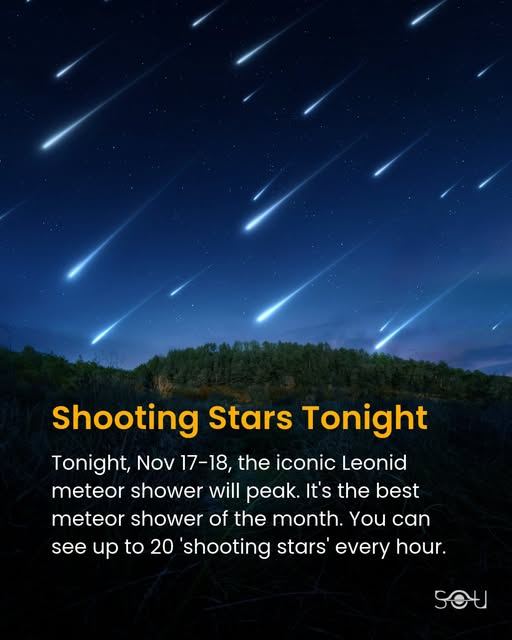 Shooting Stars Tonight
Tonight, Nov 17-18, the iconic Leonid
meteor shower will peak. It's the best
meteor shower of the month. You can
see up to 20 'shooting stars' every hour.
SOU